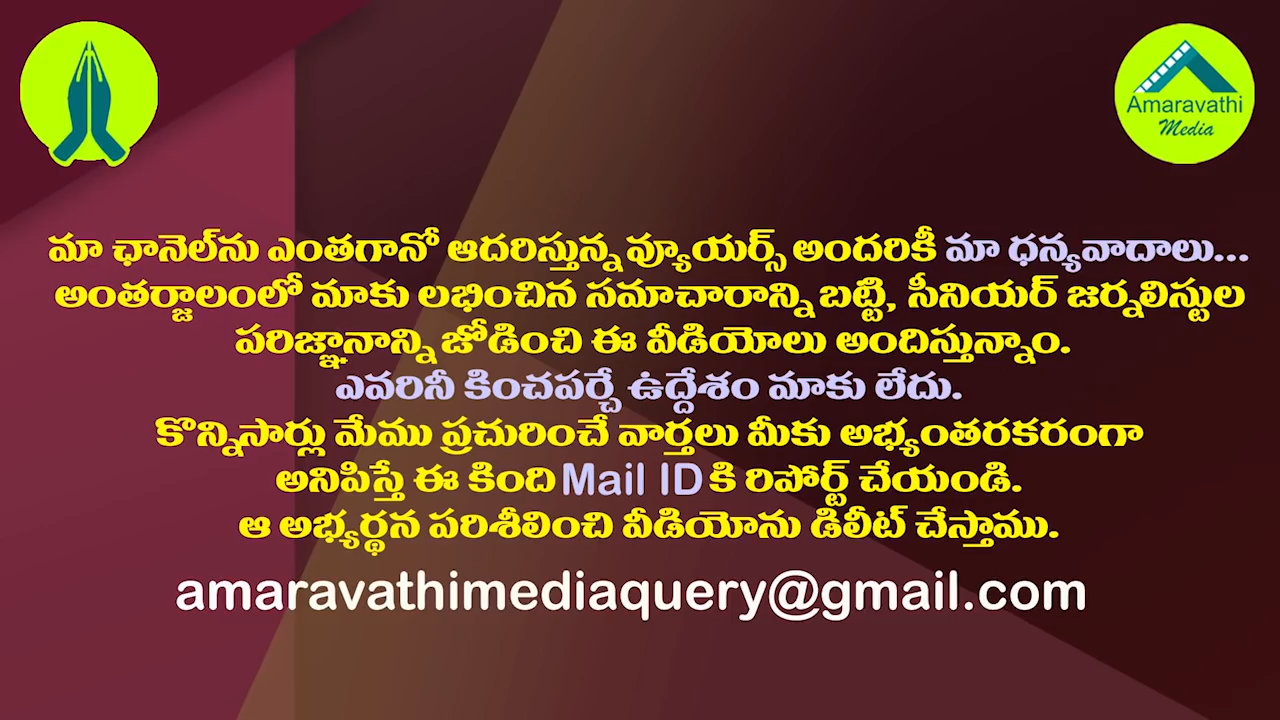 Amaravathi
Media
మా ఛానెల్‌ను ఎంతగానో ఆదరిస్తున్న వ్యూయర్స్ అందరికీ మా ధన్యవాదాలు...
అంతర్జాలంలో మాకు లభించిన సమాచారాన్ని బట్టి, సీనియర్ జర్నలిస్టుల
పరిజ్ఞానాన్ని జోడించి ఈ వీడియోలు అందిస్తున్నాం.
ఎవరినీ కించపర్చే ఉద్దేశం మాకు లేదు.
కొన్నిసార్లు మేము ప్రచురించే వార్తలు మీకు అభ్యంతరకరంగా
అనిపిస్తే ఈ కింది Mail ID కి రిపోర్ట్ చేయండి.
ఆ అభ్యర్థన పరిశీలించి వీడియోను డిలీట్ చేస్తాము.
amaravathimediaquery@gmail.com